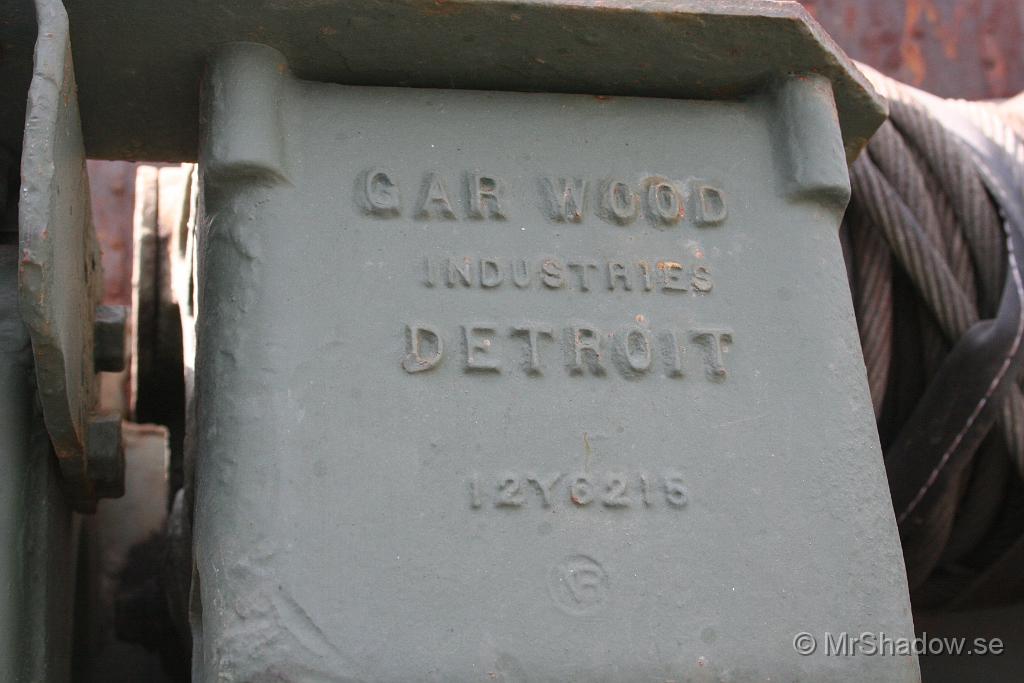 GAR WOOD
INDUSTRIES
DETROIT
12Y6215
© MrShadow.se